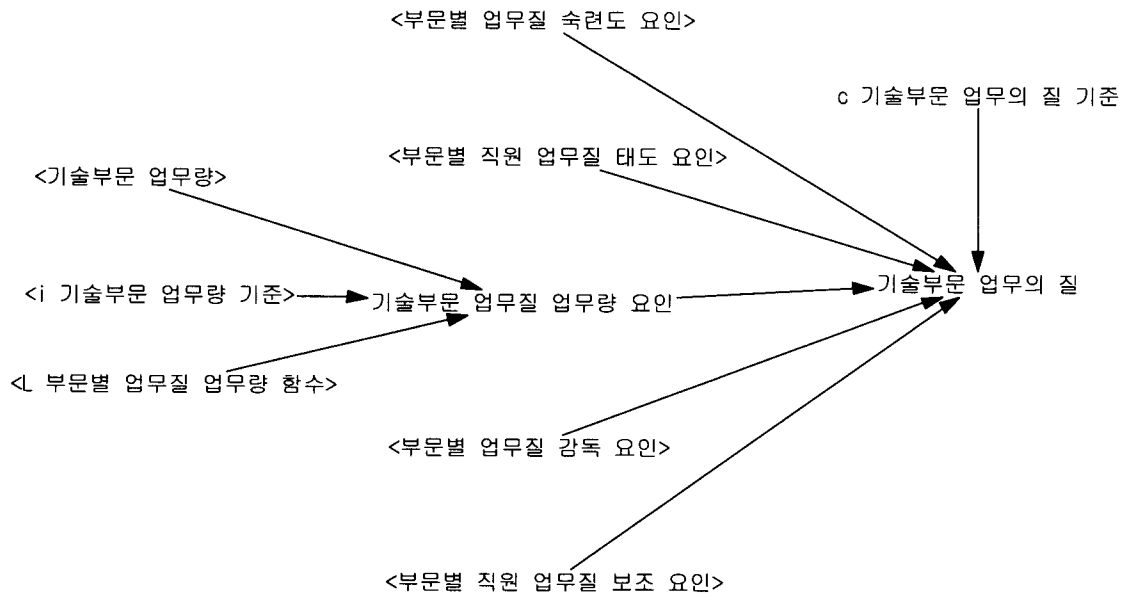 <부문별 업무질 숙련도 요인>
c 기술부문 업무의 질 기준
<부문별 직원 업무질 태도 요인>
<기술부문 업무량>
<i 기술부문 업무량 기준>
기술부문 업무질 업무량 요인
기술부문 업무의 질
<L 부문별 업무질 업무량 함수>
<부문별 업무질 감독 요인>
<부문별 직원 업무질 보조 요인>